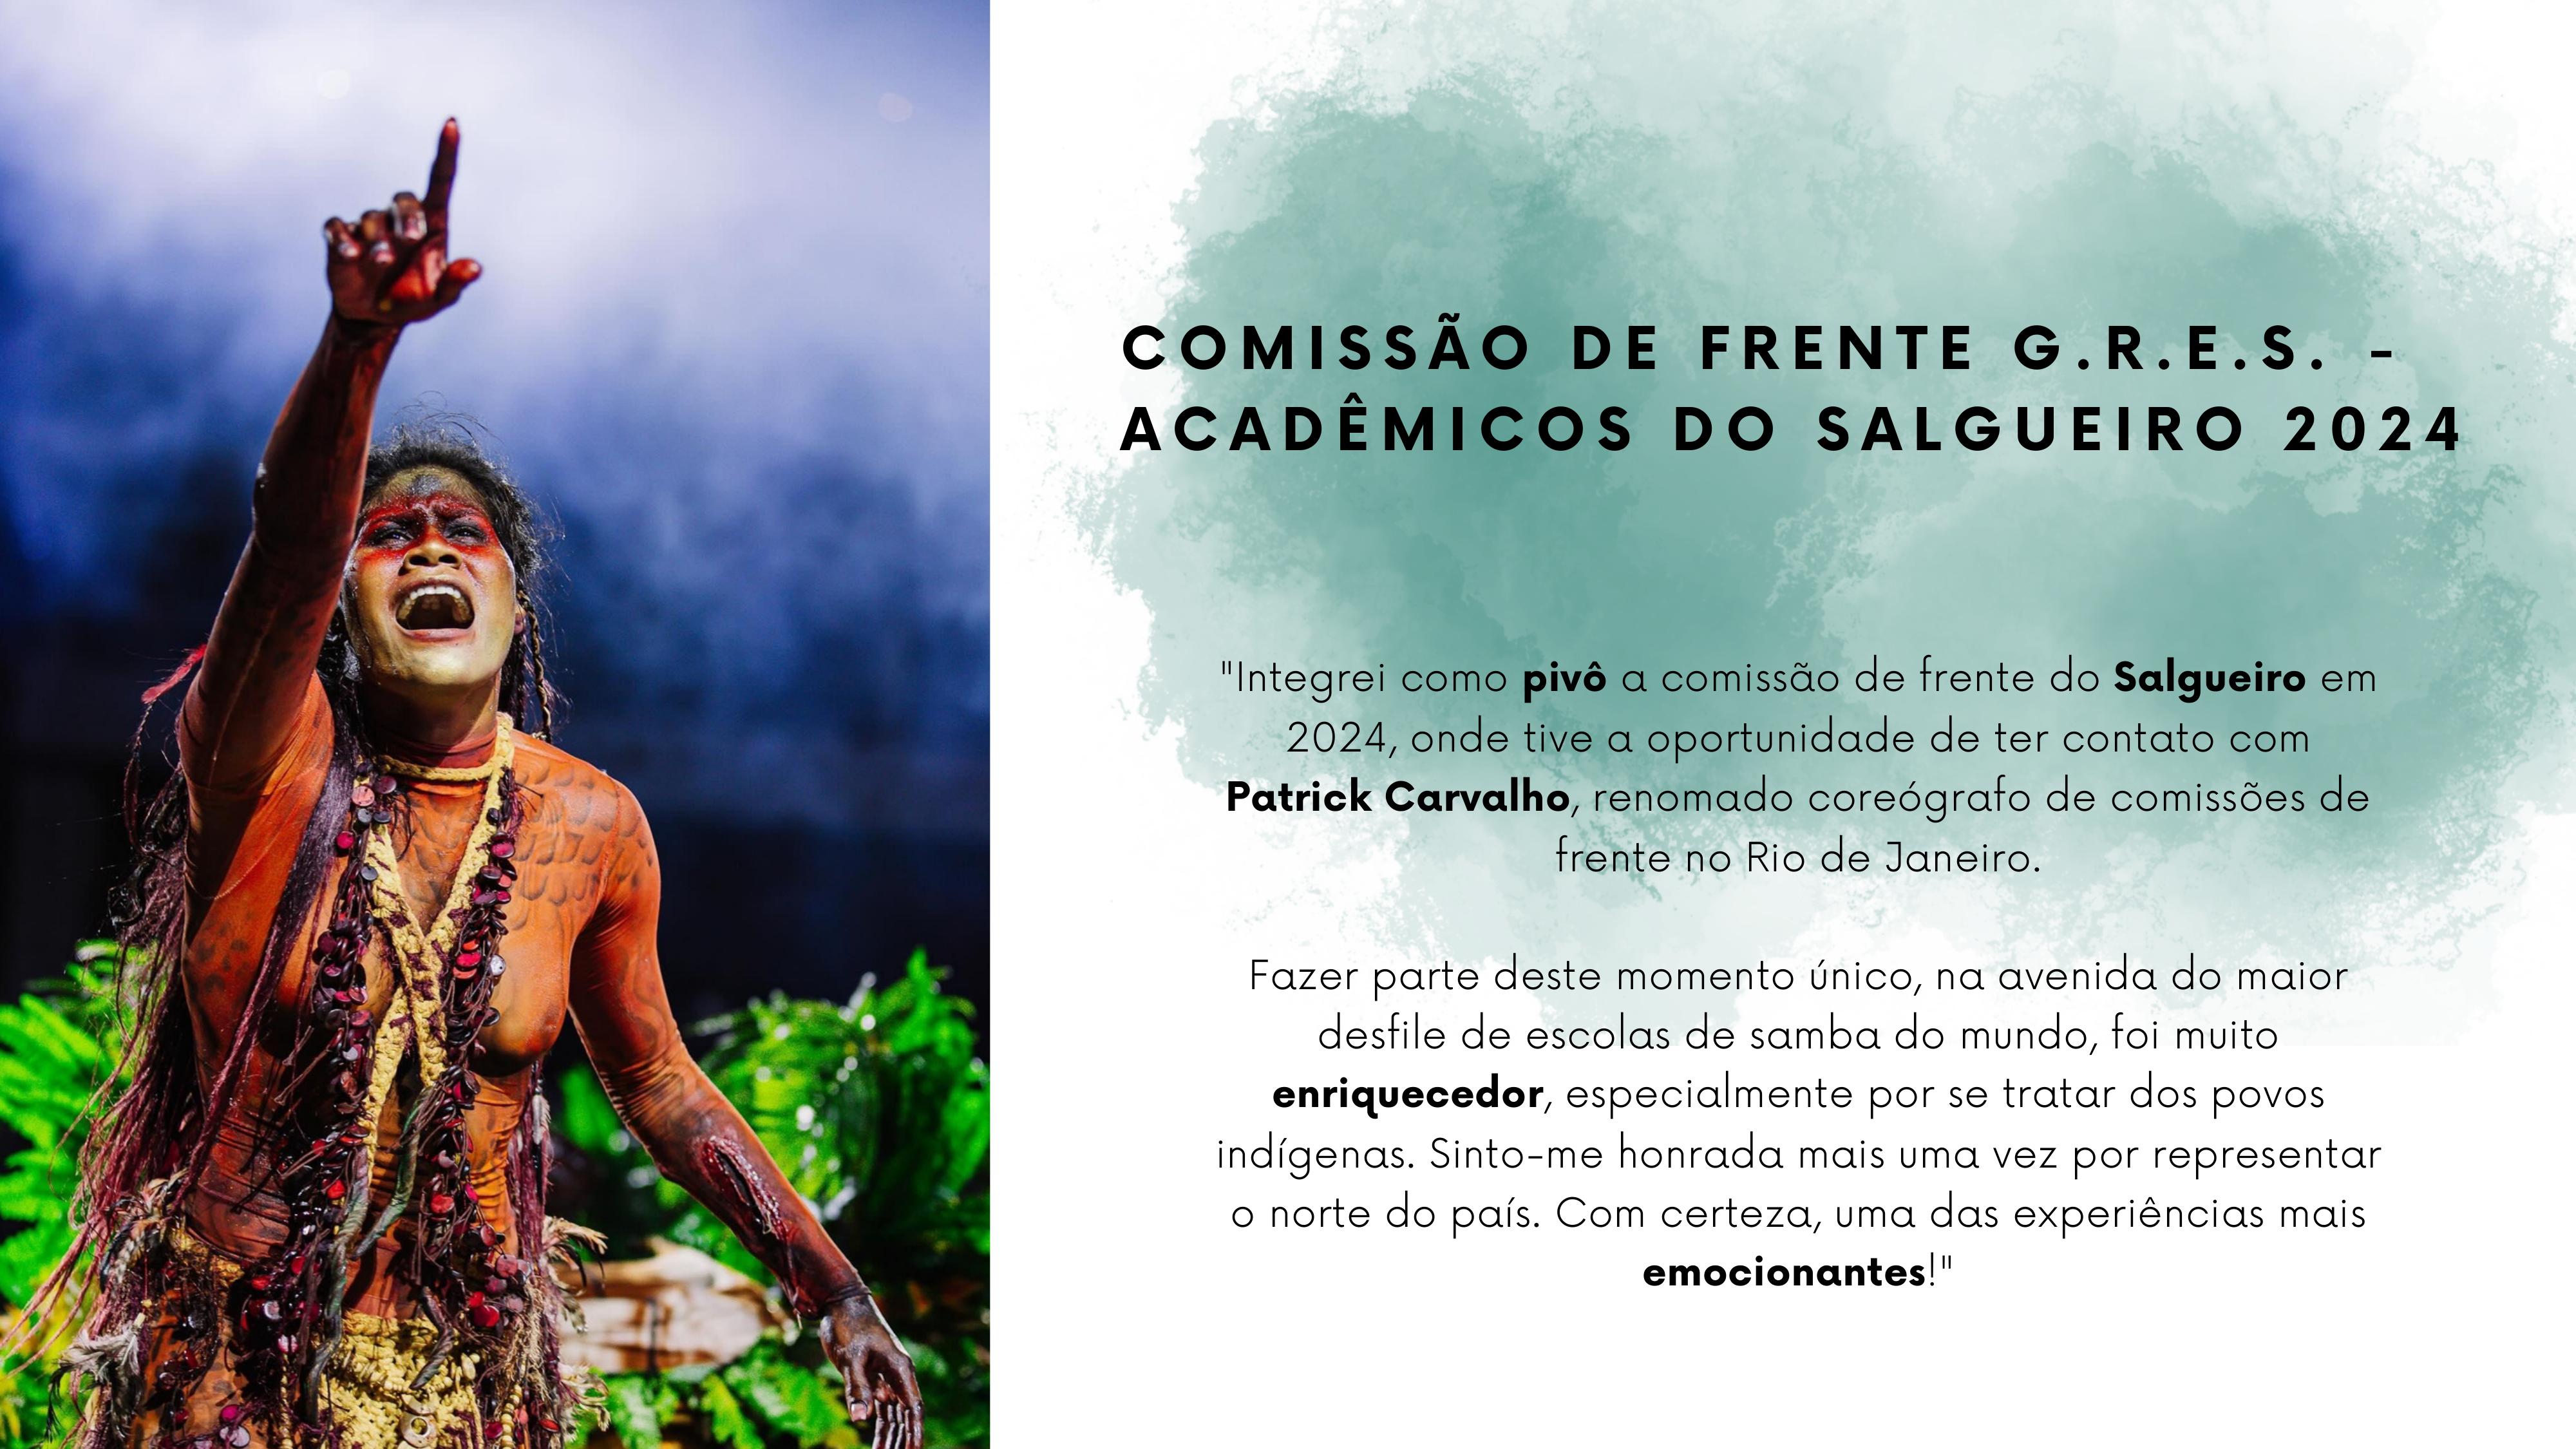 COMISSÃO DE FRENTE G.R.E.S. -
ACADÊMICOS DO SALGUEIRO 2024
"Integrei como pivô a comissão de frente do Salgueiro em
2024, onde tive a oportunidade de ter contato com
Patrick Carvalho, renomado coreógrafo de comissões de
frente no Rio de Janeiro.
Fazer parte deste momento único, na avenida do maior
desfile de escolas de samba do mundo, foi muito
enriquecedor, especialmente por se tratar dos povos
indígenas. Sinto-me honrada mais uma vez por representar
o norte do país. Com certeza, uma das experiências mais
emocionantes!"